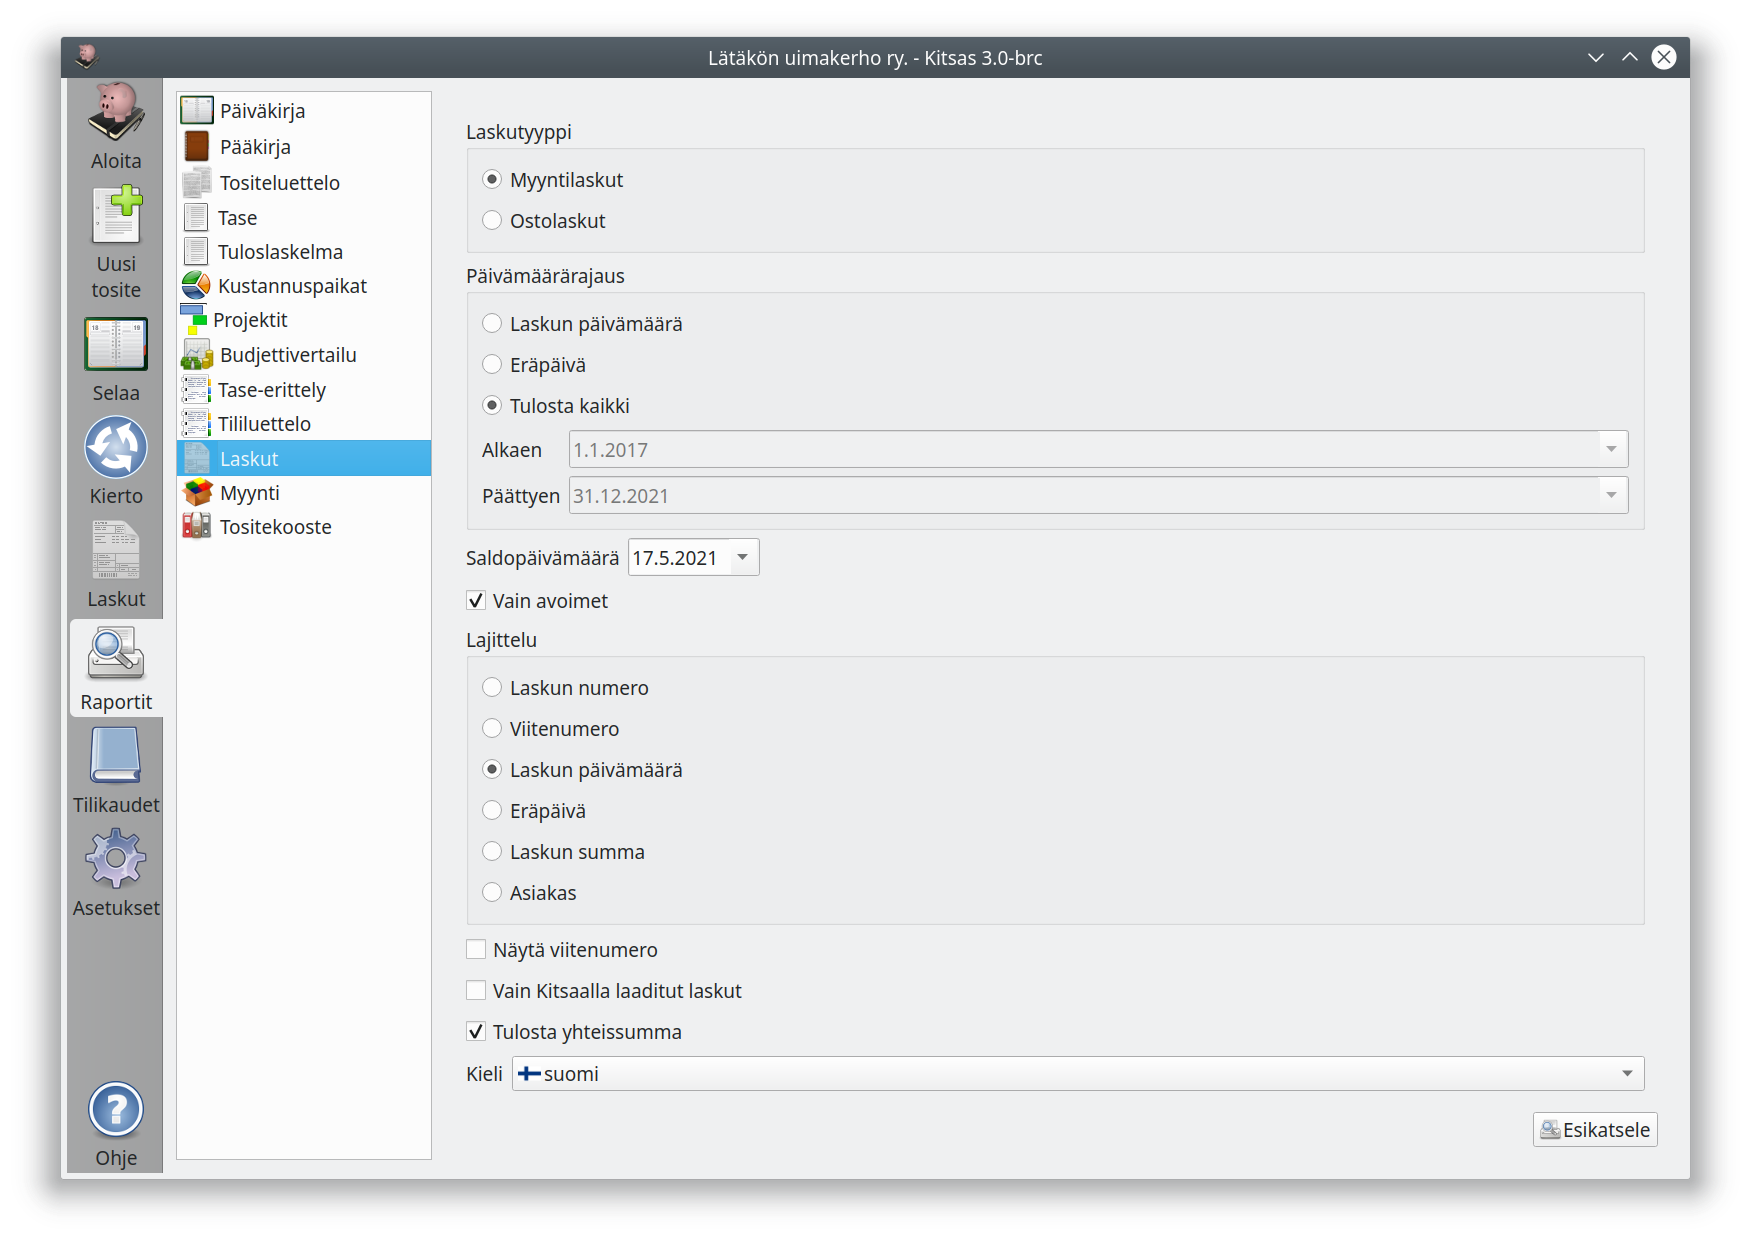 Lätäkön uimakerho ry. - Kitsas 3.0-brc
Aloita
Uusi
tosite
Selaa
Kierto
Laskut
Raportit
Tilikaudet
Asetukset
Ohje
Päiväkirja
Pääkirja
Tositeluettelo
Tase
Tuloslaskelma
Kustannuspaikat
Projektit
Budjettivertailu
Tase-erittely
Tililuettelo
Laskut
Myynti
Tositekooste
Laskutyyppi
Myyntilaskut
Ostolaskut
Päivämäärärajaus
Laskun päivämäärä
Eräpäivä
Tulosta kaikki
Alkaen 1.1.2017
Päättyen 31.12.2021
Saldopäivämäärä 17.5.2021
Vain avoimet
Lajittelu
Laskun numero
Viitenumero
Laskun päivämäärä
Eräpäivä
Laskun summa
Asiakas
Näytä viitenumero
Vain Kitsaalla laaditut laskut
Tulosta yhteissumma
Kieli suomi
Esikatsele